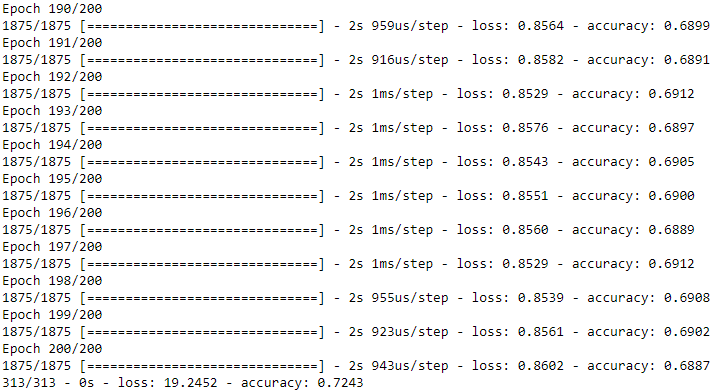 Epoch 190/200
1875/1875 [==============================] - 2s 959us/step - loss: 0.8564 - accuracy: 0.6899
Epoch 191/200
1875/1875 [==============================] - 2s 916us/step - loss: 0.8582 - accuracy: 0.6891
Epoch 192/200
1875/1875 [==============================] - 2s 1ms/step - loss: 0.8529 - accuracy: 0.6912
Epoch 193/200
1875/1875 [==============================] - 2s 1ms/step - loss: 0.8576 - accuracy: 0.6897
Epoch 194/200
1875/1875 [==============================] - 2s 1ms/step - loss: 0.8543 - accuracy: 0.6905
Epoch 195/200
1875/1875 [==============================] - 2s 1ms/step - loss: 0.8551 - accuracy: 0.6900
Epoch 196/200
1875/1875 [==============================] - 2s 1ms/step - loss: 0.8560 - accuracy: 0.6889
Epoch 197/200
1875/1875 [==============================] - 2s 1ms/step - loss: 0.8529 - accuracy: 0.6912
Epoch 198/200
1875/1875 [==============================] - 2s 955us/step - loss: 0.8539 - accuracy: 0.6908
Epoch 199/200
1875/1875 [==============================] - 2s 923us/step - loss: 0.8561 - accuracy: 0.6902
Epoch 200/200
1875/1875 [==============================] - 2s 943us/step - loss: 0.8602 - accuracy: 0.6887
313/313 - 0s - loss: 19.2452 - accuracy: 0.7243